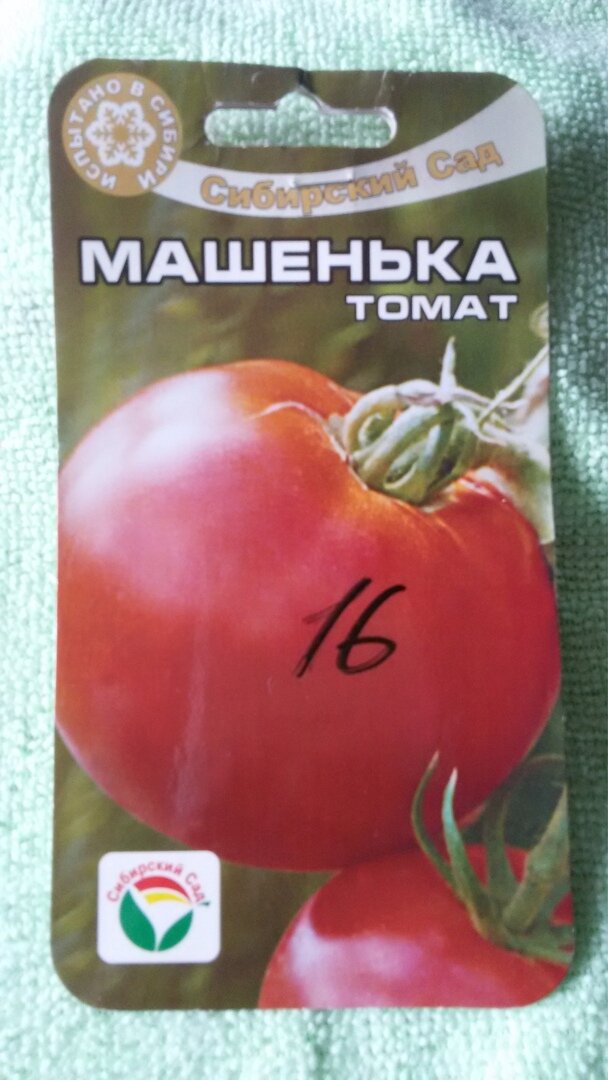 ИСПЫТАНО В СИБИРИ
Сибирский Сад
МАШЕНЬКА
ТОМАТ
16
Сибирский Сад